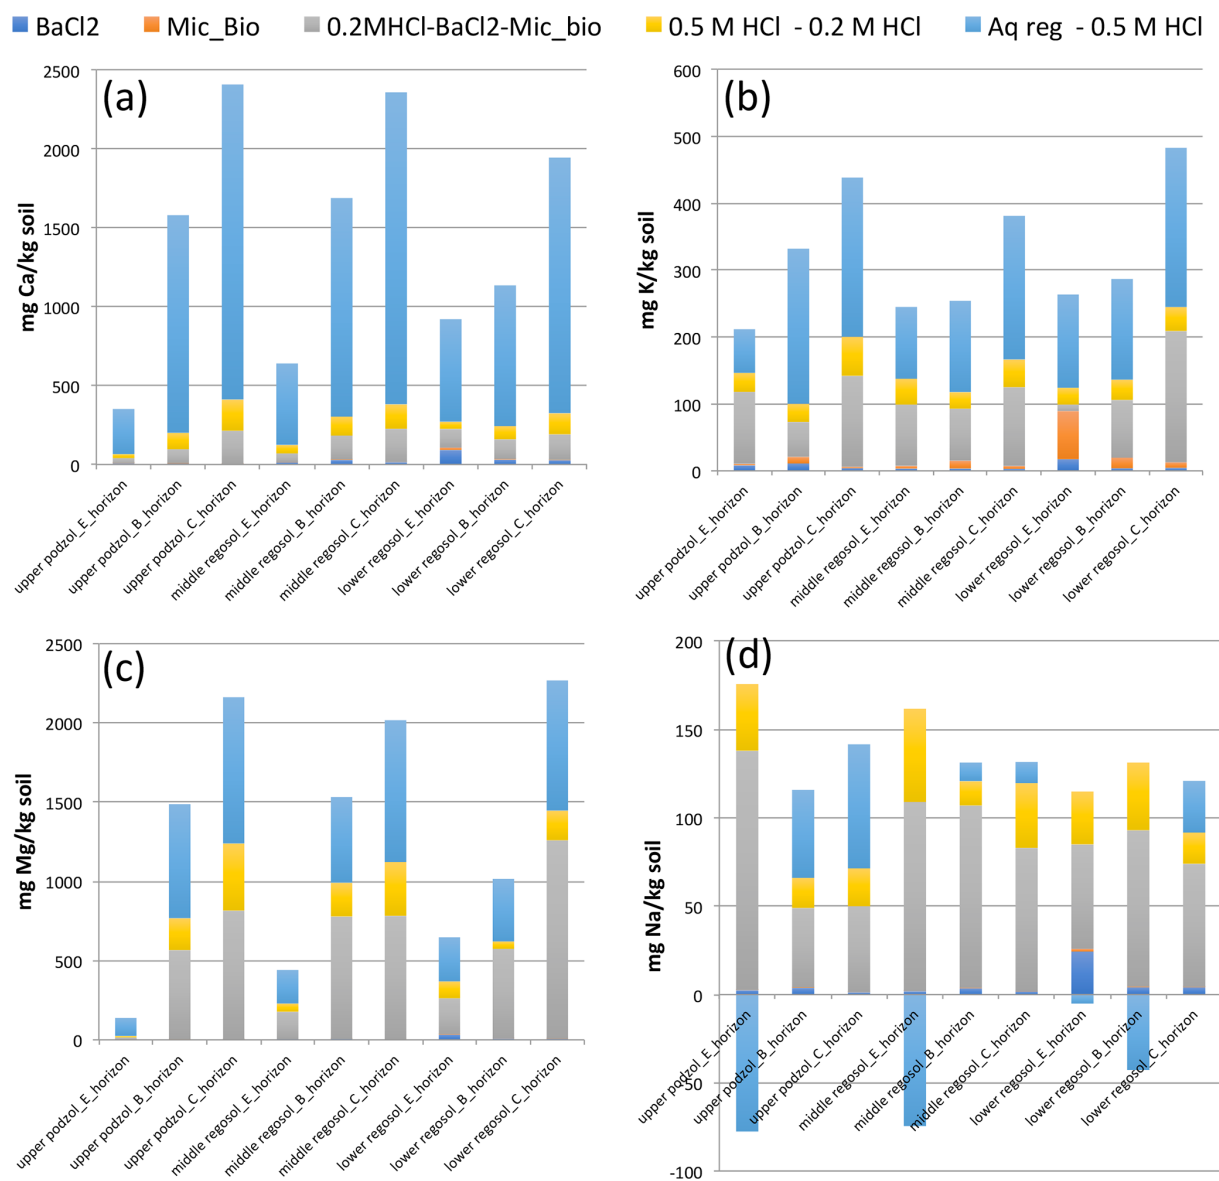 BaCl2 Mic_Bio 0.2MHCl-BaCl2-Mic_bio 0.5 M HCl - 0.2 M HCl Aq reg - 0.5 M HCl
(a)
mg Ca/kg soil
2500
2000
1500
1000
500
0
upper podzol_E_horizon
upper podzol_B_horizon
upper podzol_C_horizon
middle regosol_E_horizon
middle regosol_B_horizon
middle regosol_C_horizon
lower regosol_E_horizon
lower regosol_B_horizon
lower regosol_C_horizon
(b)
mg K/kg soil
600
500
400
300
200
100
0
upper podzol_E_horizon
upper podzol_B_horizon
upper podzol_C_horizon
middle regosol_E_horizon
middle regosol_B_horizon
middle regosol_C_horizon
lower regosol_E_horizon
lower regosol_B_horizon
lower regosol_C_horizon
(c)
mg Mg/kg soil
2500
2000
1500
1000
500
0
upper podzol_E_horizon
upper podzol_B_horizon
upper podzol_C_horizon
middle regosol_E_horizon
middle regosol_B_horizon
middle regosol_C_horizon
lower regosol_E_horizon
lower regosol_B_horizon
lower regosol_C_horizon
(d)
mg Na/kg soil
200
150
100
50
0
-50
-100
upper podzol_E_horizon
upper podzol_B_horizon
upper podzol_C_horizon
middle regosol_E_horizon
middle regosol_B_horizon
middle regosol_C_horizon
lower regosol_E_horizon
lower regosol_B_horizon
lower regosol_C_horizon